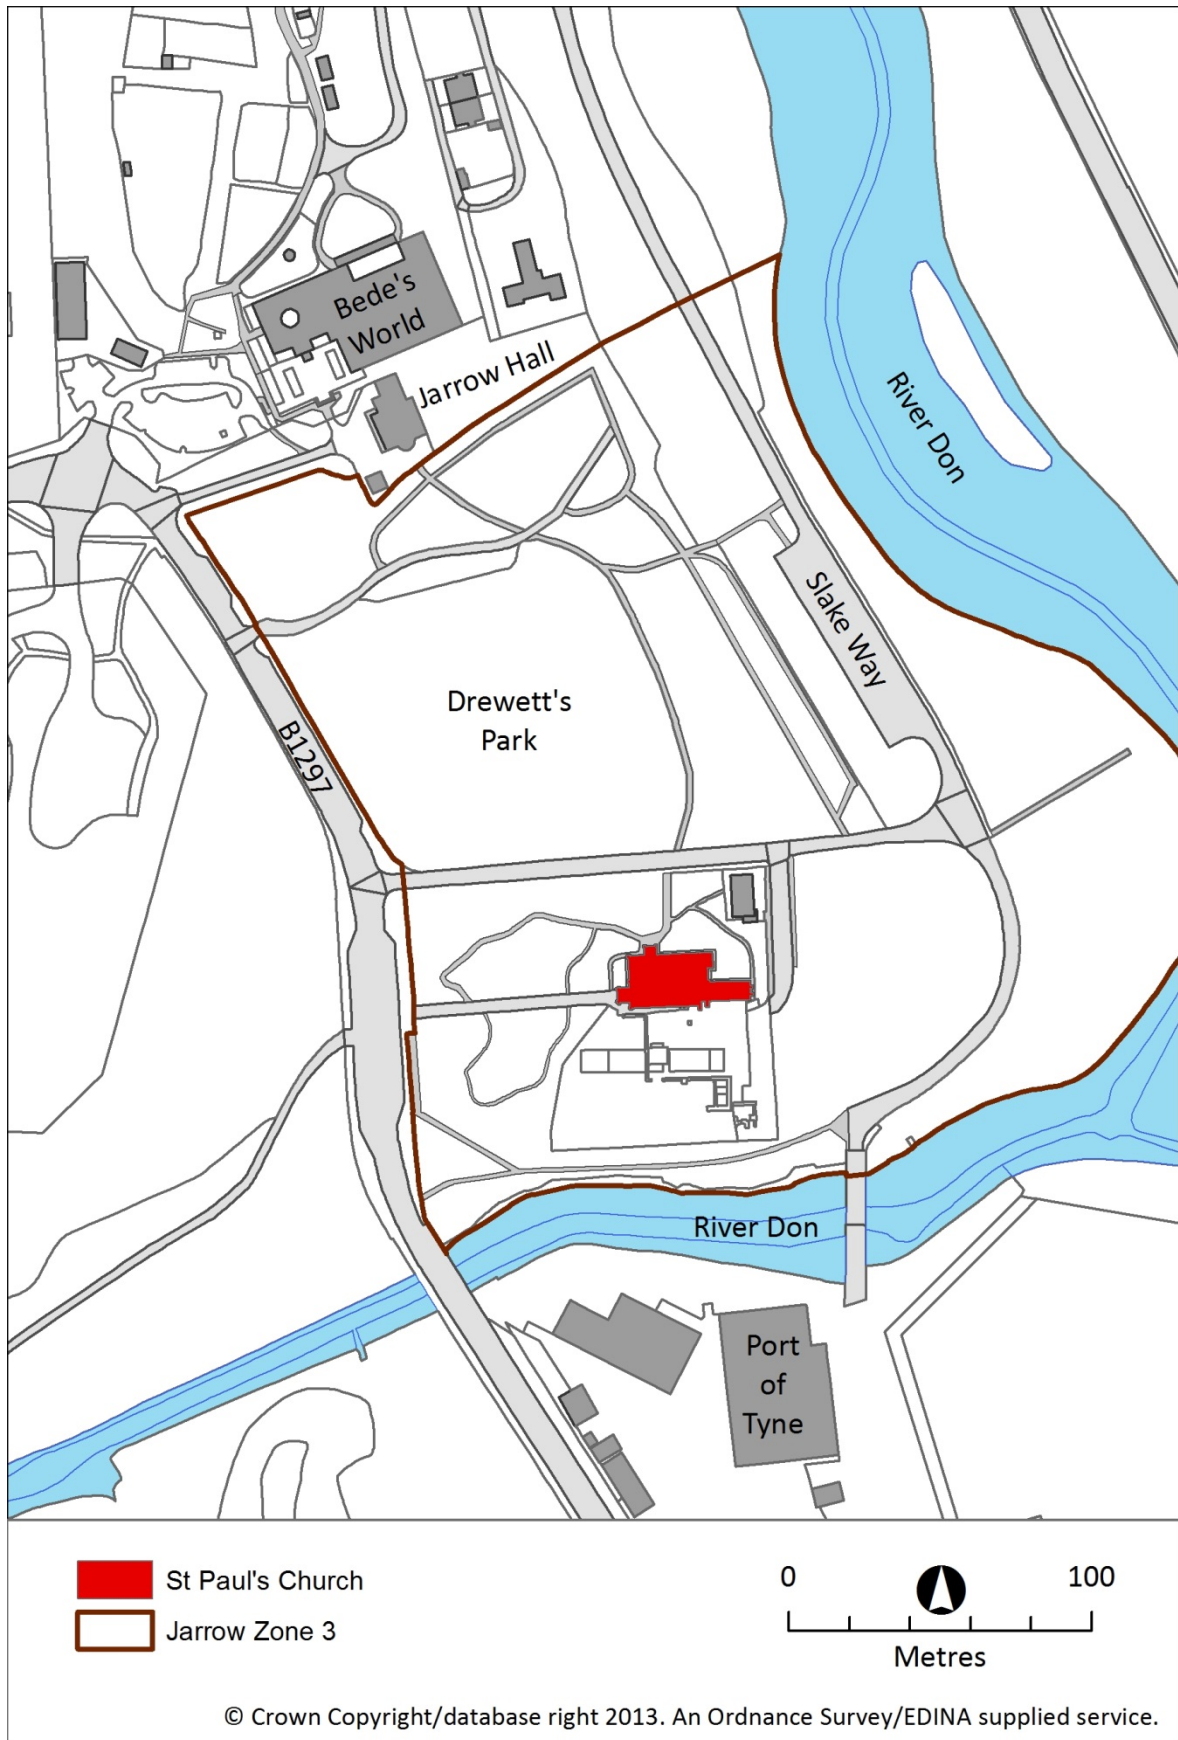 Bede's
World
Jarrow Hall
River Don
Slake Way
Drewett's
Park
B1297
River Don
Port
of
Tyne
St Paul's Church
Jarrow Zone 3
0 100
Metres
© Crown Copyright/database right 2013. An Ordnance Survey/EDINA supplied service.